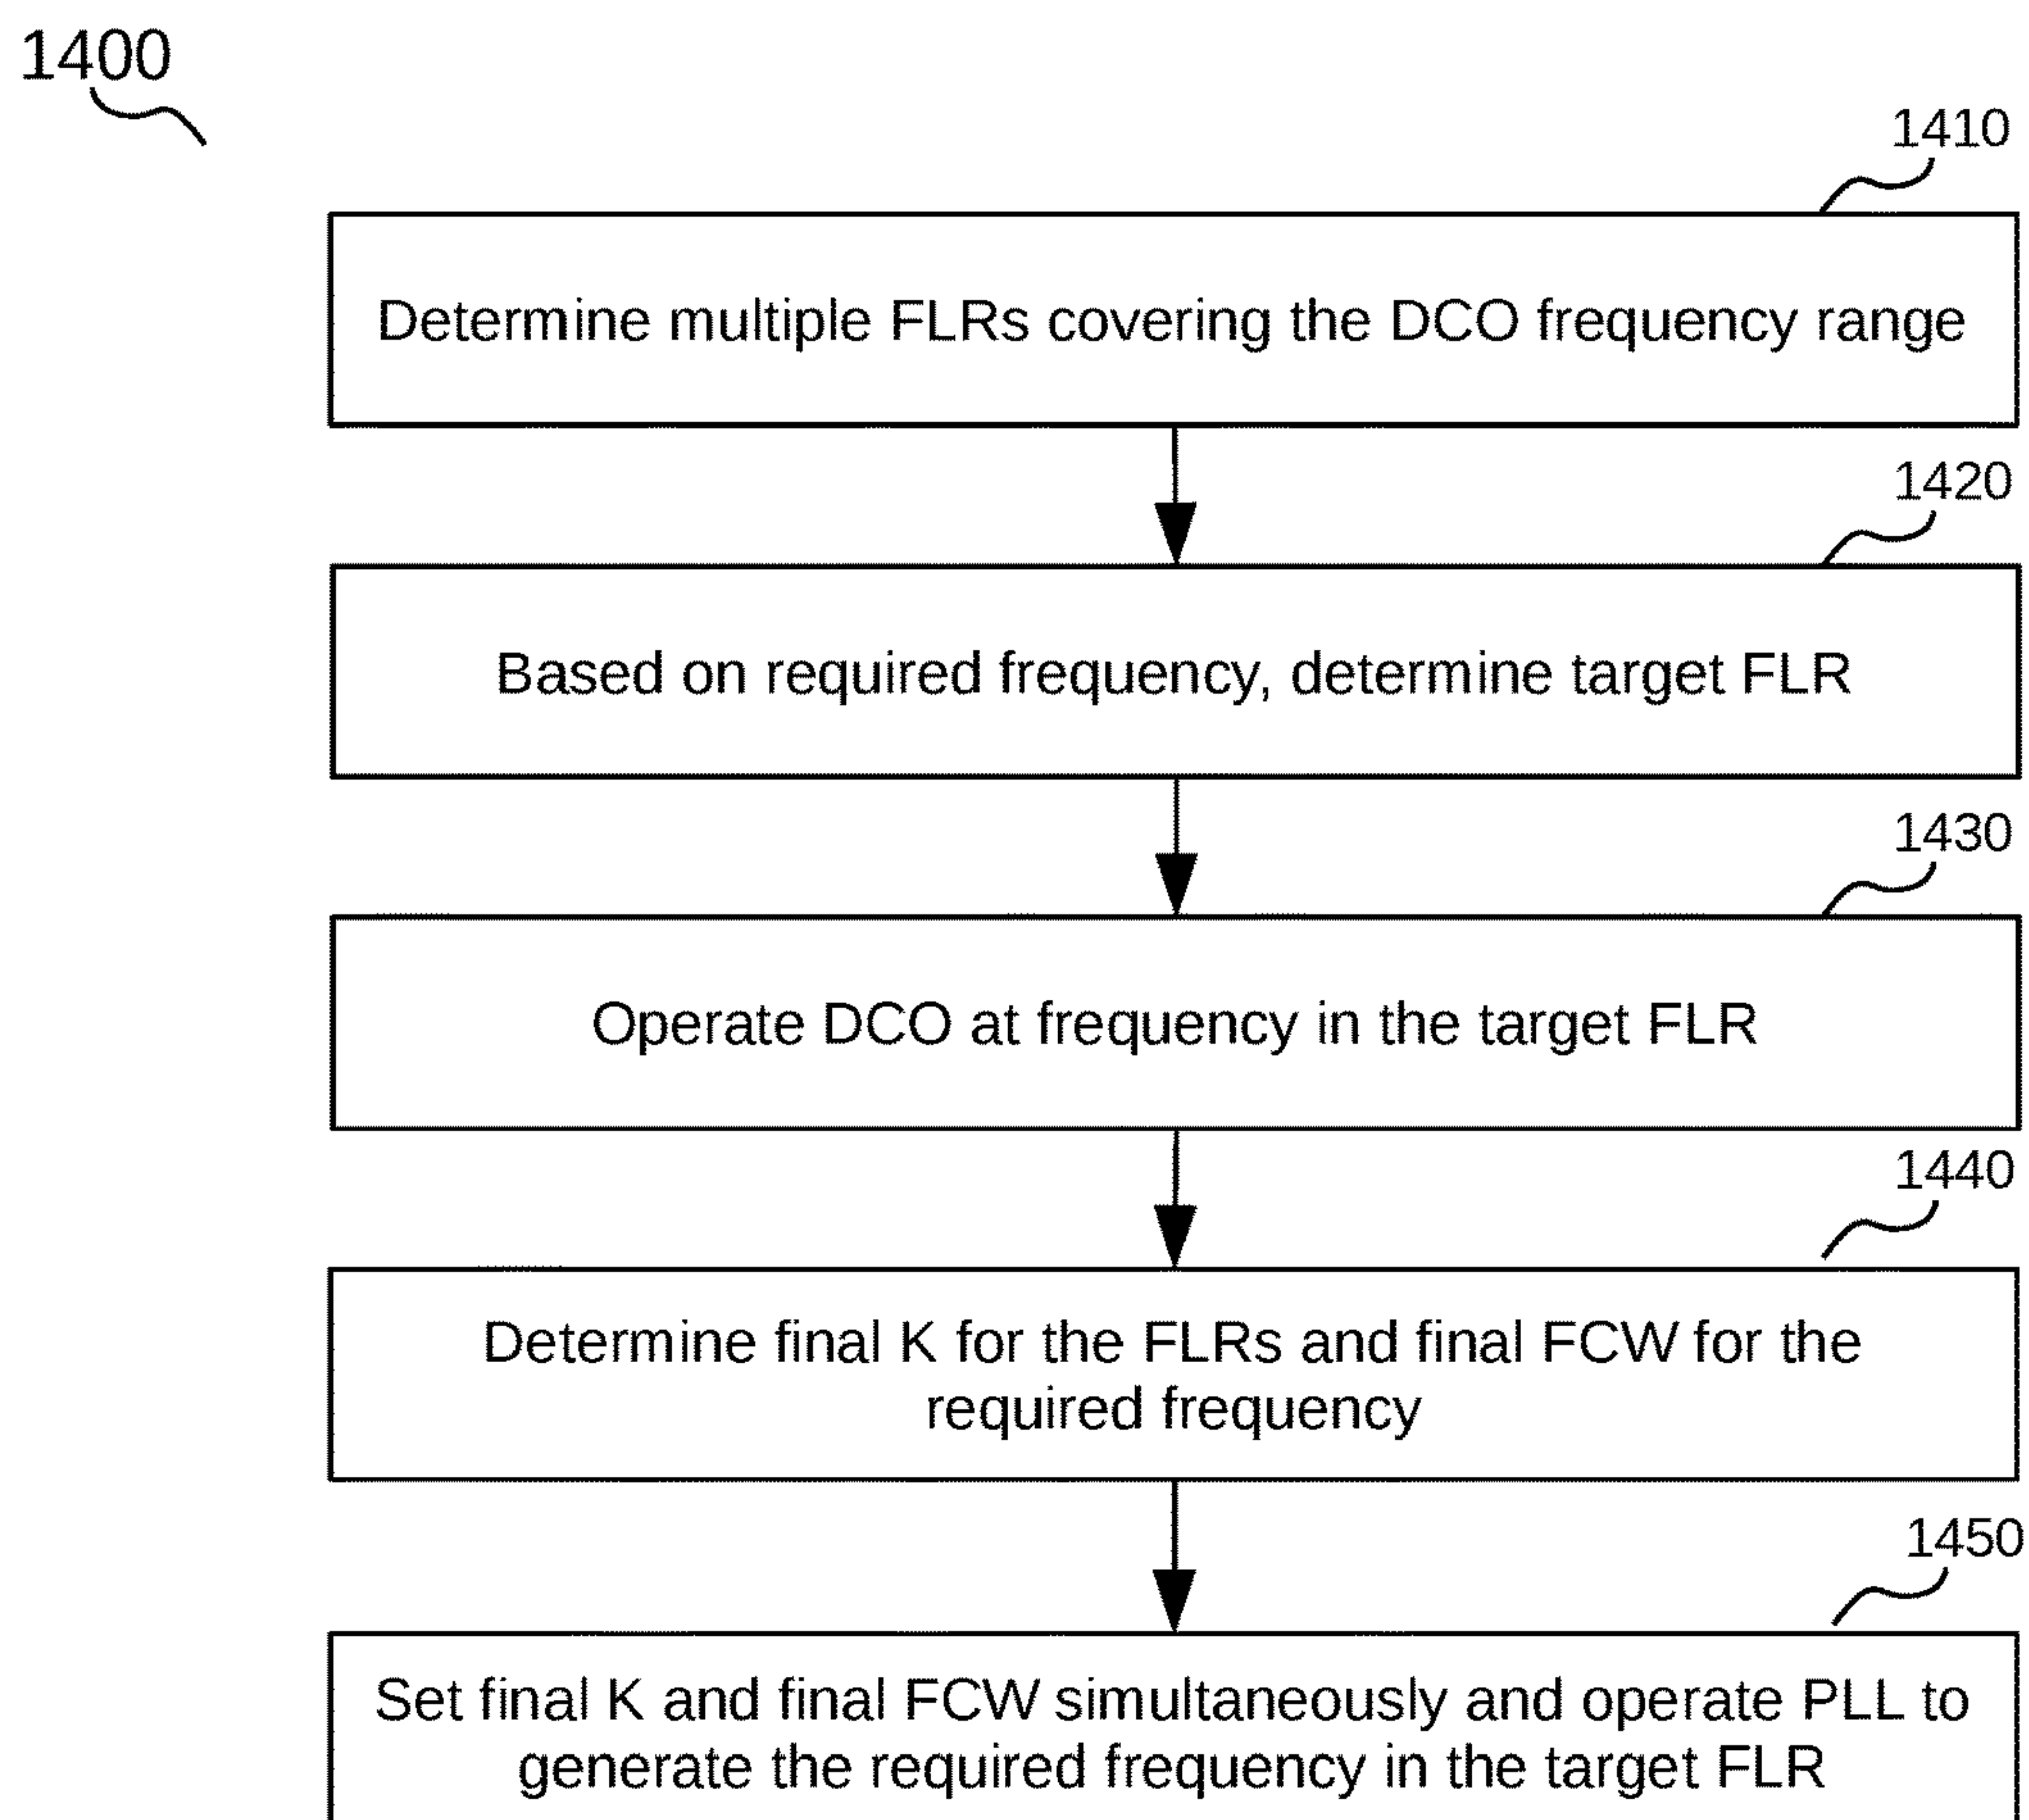 1400
1410
Determine multiple FLRs covering the DCO frequency range
1420
Based on required frequency, determine target FLR
1430
Operate DCO at frequency in the target FLR
1440
Determine final K for the FLRs and final FCW for the
required frequency
1450
Set final K and final FCW simultaneously and operate PLL to
generate the required frequency in the target FLR